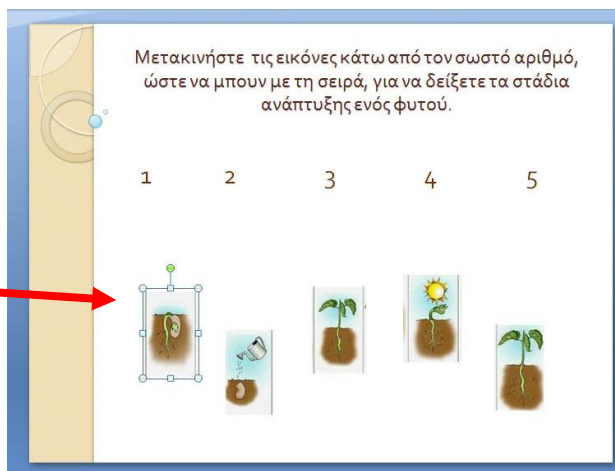 Μετακινήστε τις εικόνες κάτω από τον σωστό αριθμό,
ώστε να μπουν με τη σειρά, για να δείξετε τα στάδια
ανάπτυξης ενός φυτού.
1 2 3 4 5